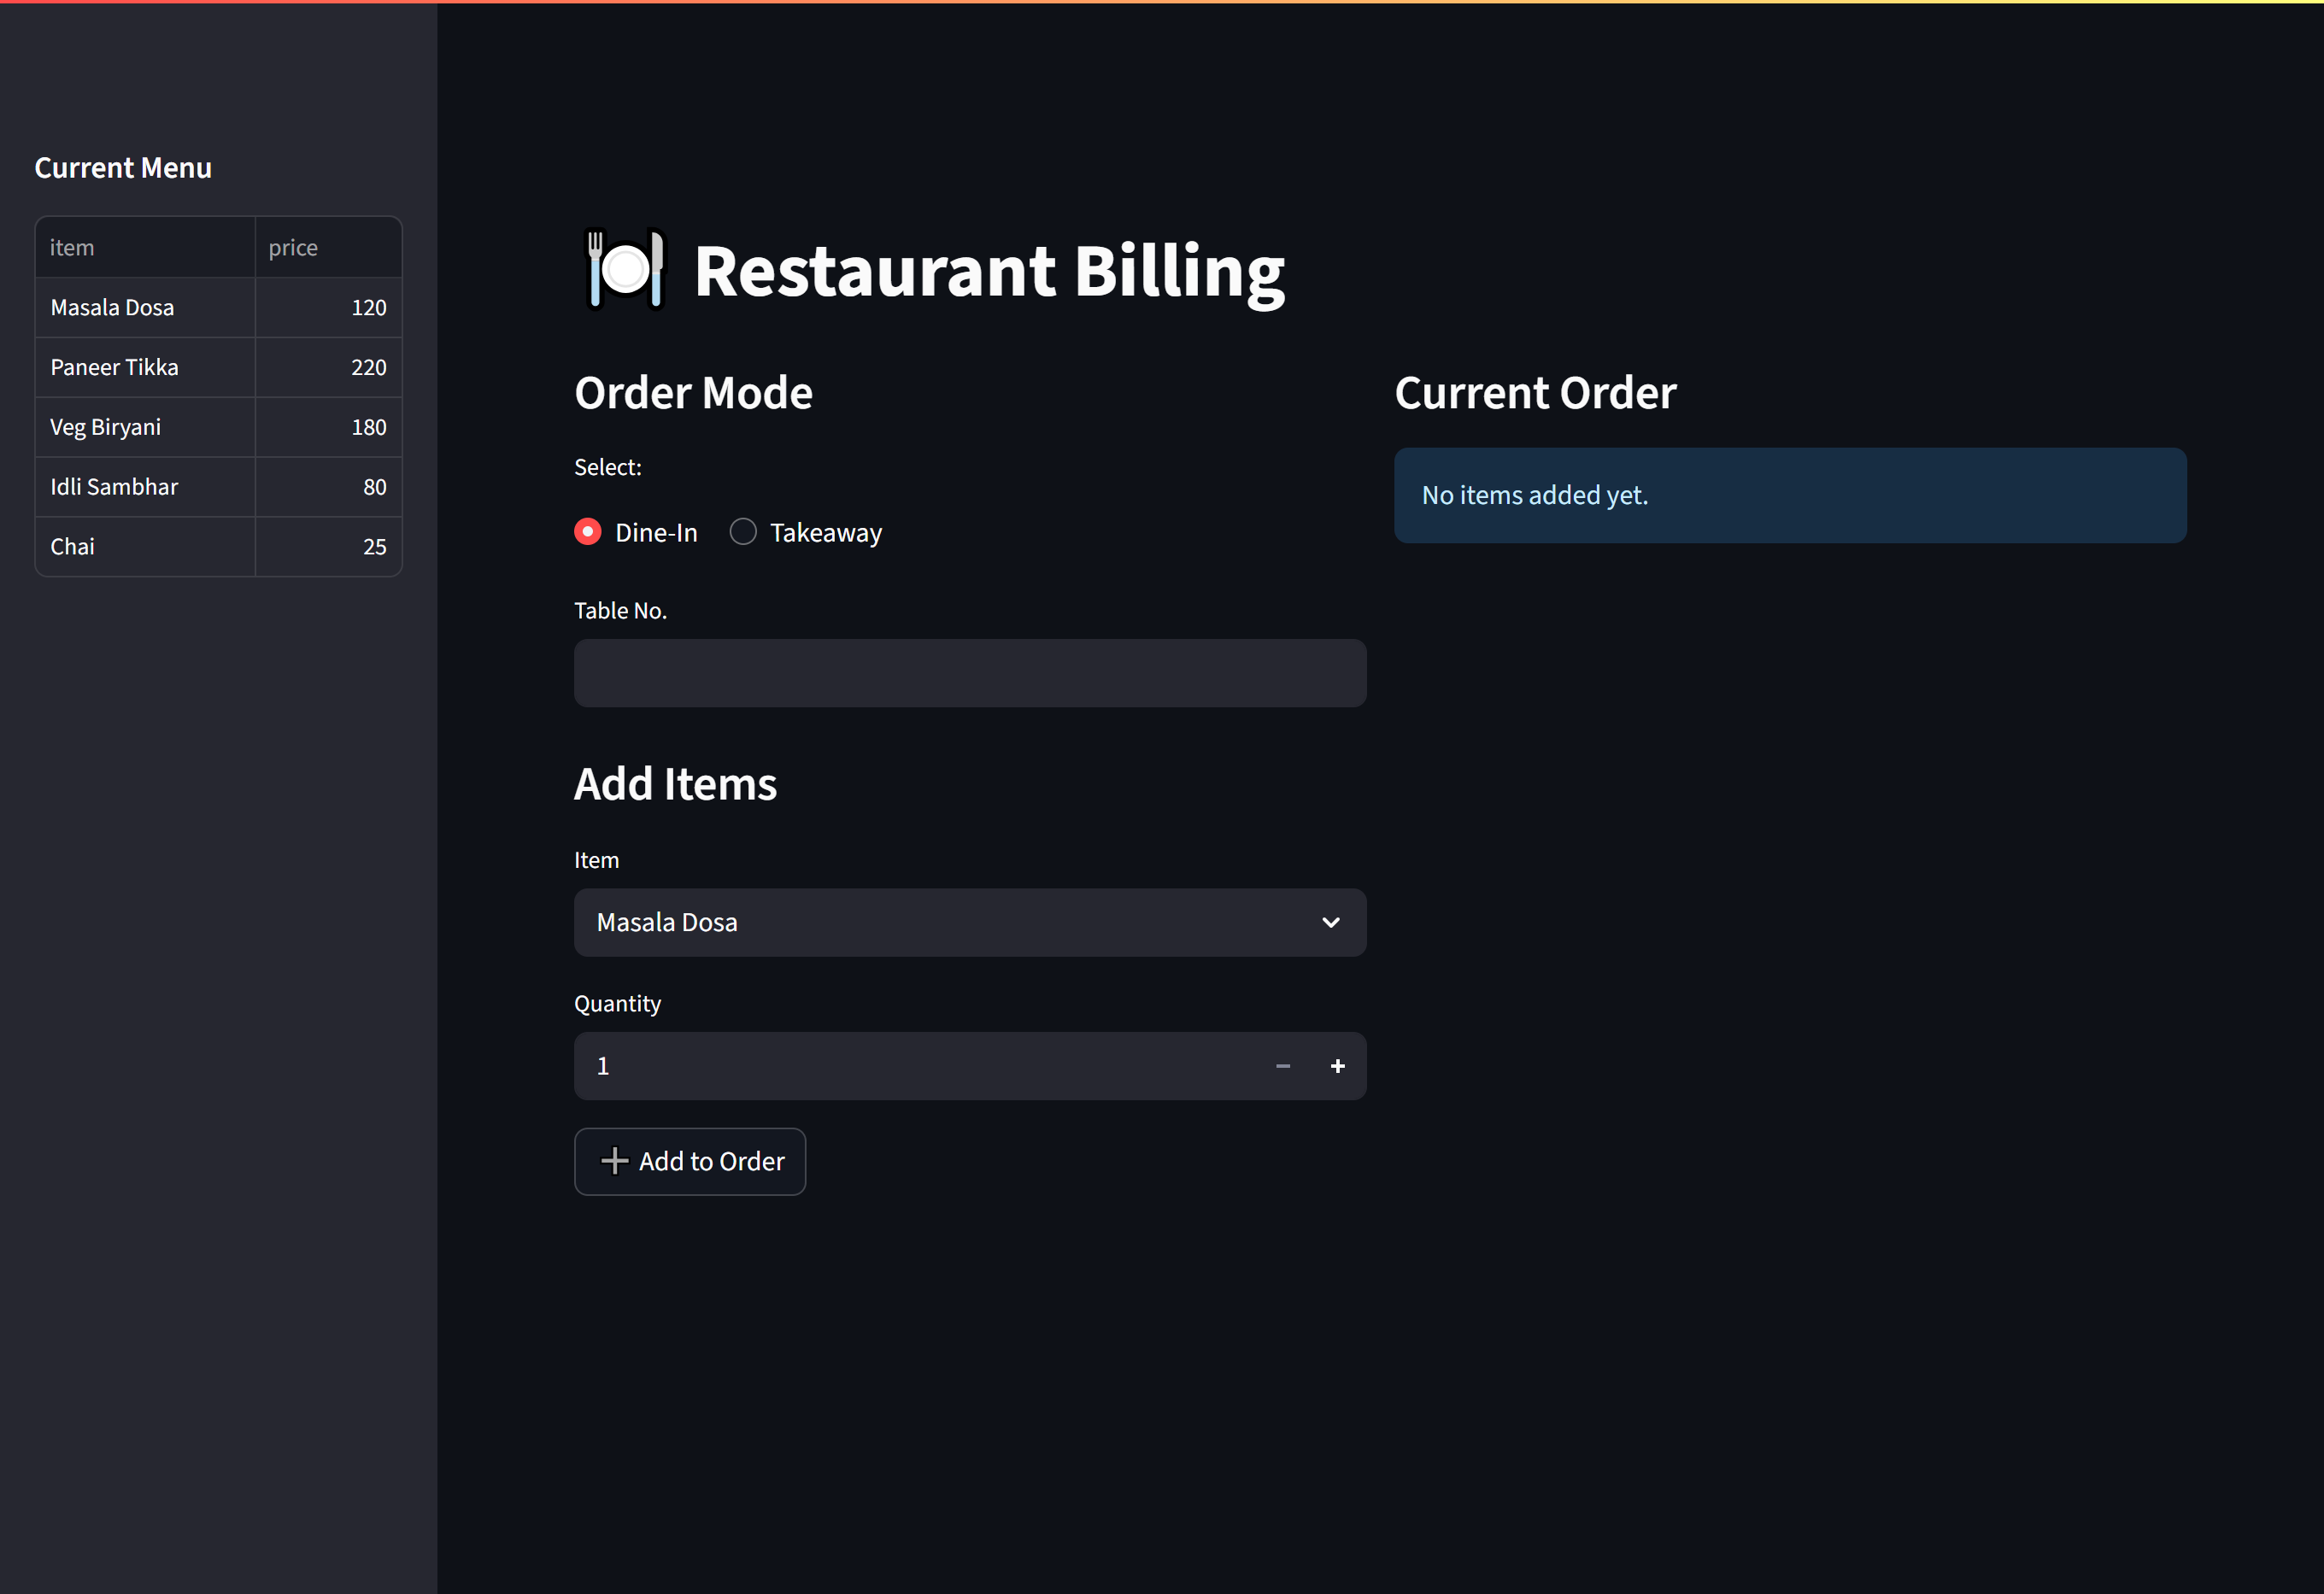 Current Menu
item price
Masala Dosa 120
Paneer Tikka 220
Veg Biryani 180
Idli Sambhar 80
Chai 25
🍽️ Restaurant Billing
Order Mode
Select:
Dine-In Takeaway
Table No.
Add Items
Item
Masala Dosa
Quantity
1 − +
➕ Add to Order
Current Order
No items added yet.